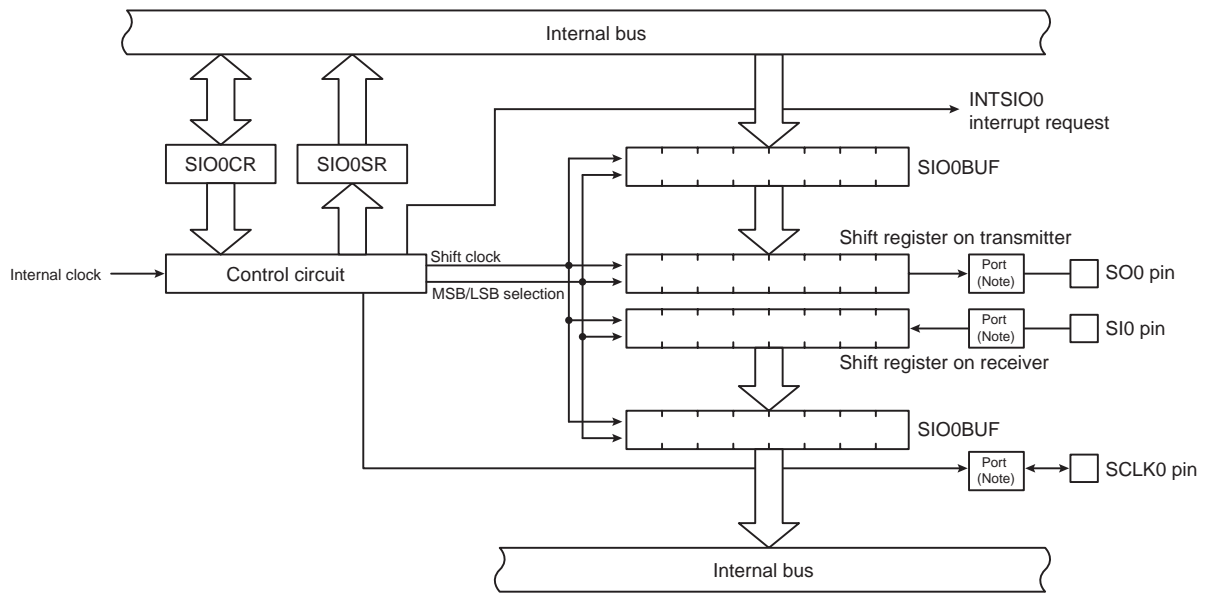 Internal bus
INTSIO0
interrupt request
SIO0CR
SIO0SR
SIO0BUF
Shift register on transmitter
Internal clock
Control circuit
Shift clock
MSB/LSB selection
Port
(Note)
SO0 pin
Port
(Note)
SI0 pin
Shift register on receiver
SIO0BUF
Port
(Note)
SCLK0 pin
Internal bus